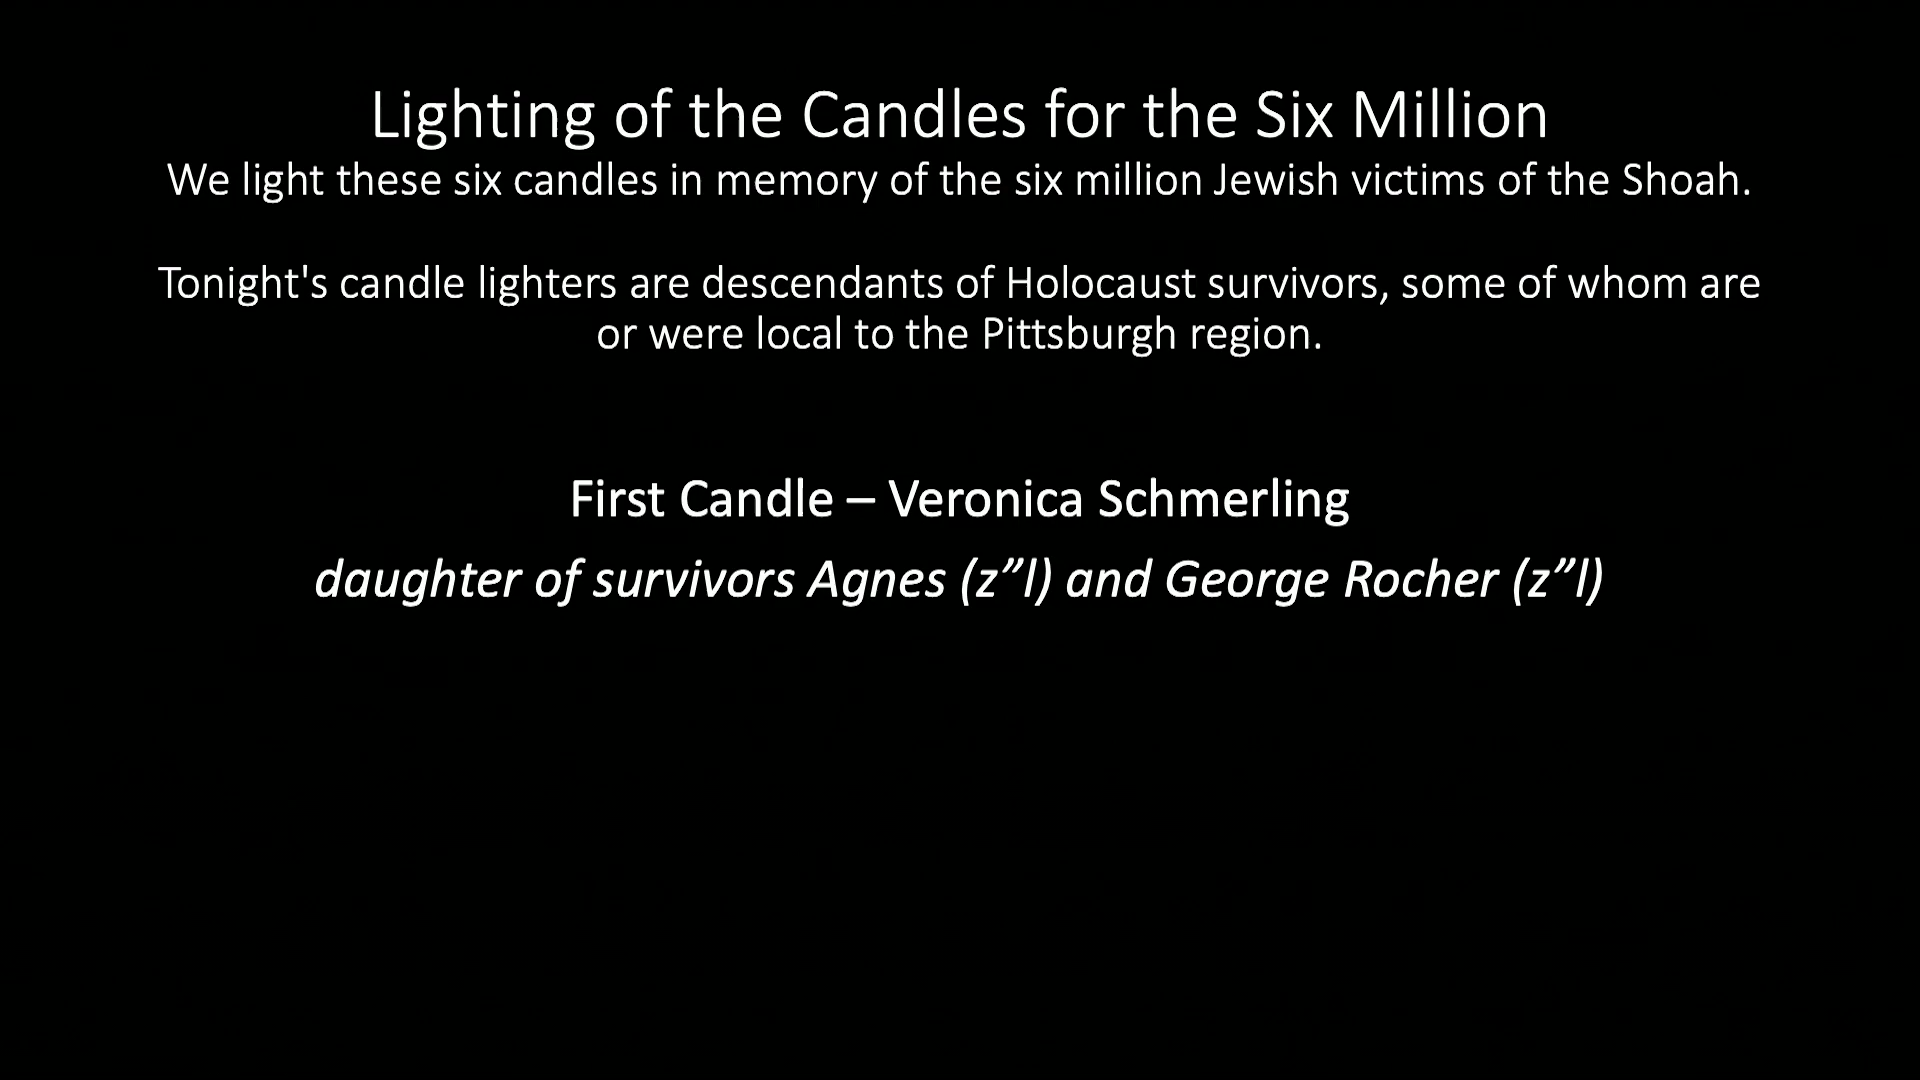 Lighting of the Candles for the Six Million
We light these six candles in memory of the six million Jewish victims of the Shoah.
Tonight's candle lighters are descendants of Holocaust survivors, some of whom are
or were local to the Pittsburgh region.
First Candle – Veronica Schmerling
daughter of survivors Agnes (z”l) and George Rocher (z”l)